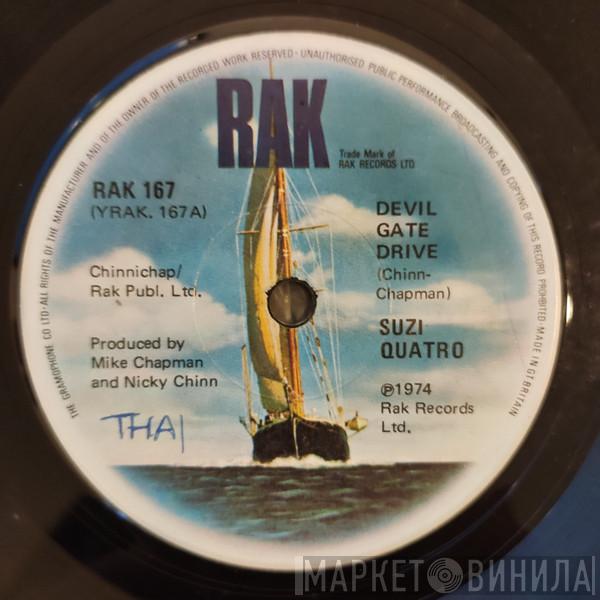 THE GRAMOPHONE CO LTD·ALL RIGHTS OF THE MANUFACTURER AND OF THE OWNER OF THE RECORDED WORK RESERVED·UNAUTHORISED PUBLIC PERFORMANCE BROADCASTING AND COPYING OF THIS RECORD PROHIBITED·MADE IN GT BRITAIN
RAK
Trade Mark of
RAK RECORDS LTD
RAK 167
(YRAK. 167A)
DEVIL
GATE
DRIVE
(Chinn-
Chapman)
Chinnichap/
Rak Publ. Ltd.
SUZI
QUATRO
Produced by
Mike Chapman
and Nicky Chinn
℗1974
Rak Records
Ltd.
THAI
МАРКЕТ ВИНИЛА